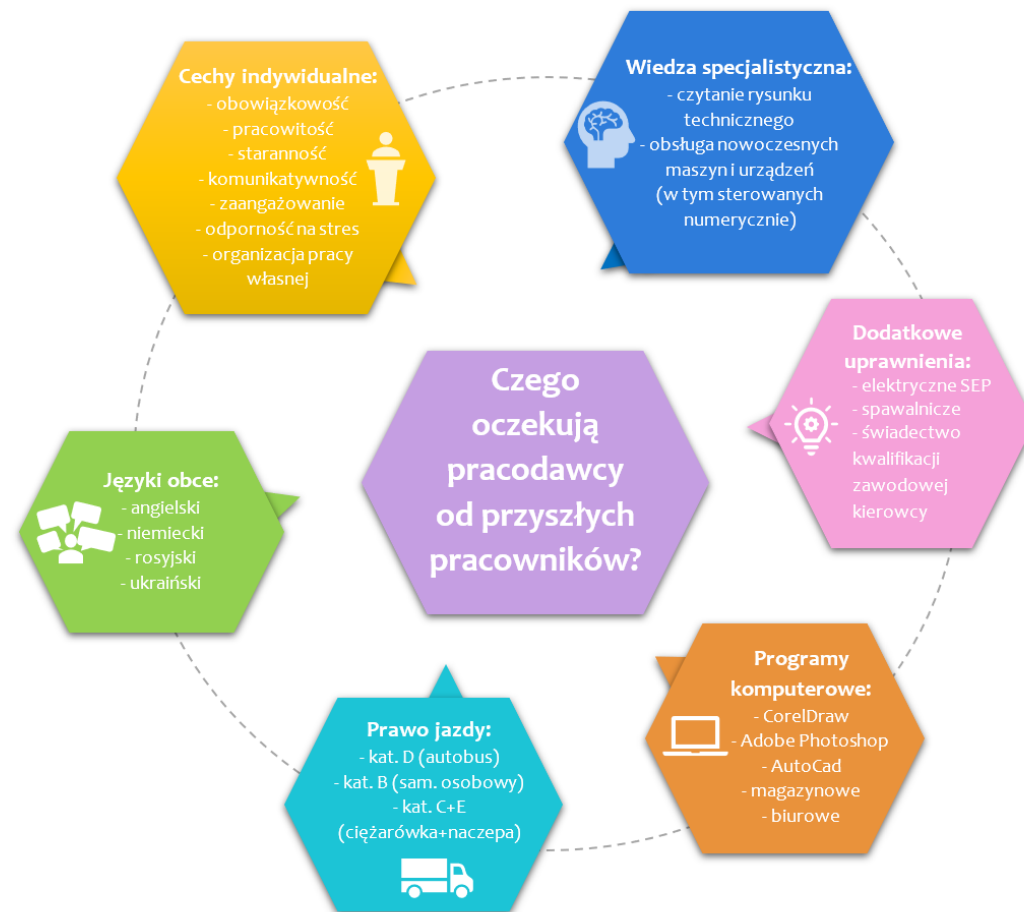 Cechy indywidualne:
- obowiązkowość
- pracowitość
- staranność
- komunikatywność
- zaangażowanie
- odporność na stres
- organizacja pracy
własnej
Wiedza specjalistyczna:
- czytanie rysunku
technicznego
- obsługa nowoczesnych
maszyn i urządzeń
(w tym sterowanych
numerycznie)
Dodatkowe
uprawnienia:
- elektryczne SEP
- spawalnicze
- świadectwo
kwalifikacji
zawodowej
kierowcy
Czego
oczekują
pracodawcy
od przyszłych
pracowników?
Języki obce:
- angielski
- niemiecki
- rosyjski
- ukraiński
Programy
komputerowe:
- CorelDraw
- Adobe Photoshop
- AutoCad
- magazynowe
- biurowe
Prawo jazdy:
- kat. D (autobus)
- kat. B (sam. osobowy)
- kat. C+E
(ciężarówka+naczepa)